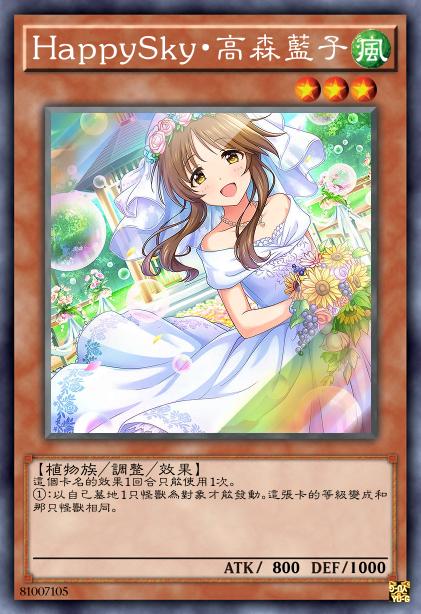 HappySky・高森藍子
風
【植物族／調整／效果】
這個卡名的效果1回合只能使用1次。
①：以自己基地1只怪獸為對象才能發動。這張卡的等級變成和
那只怪獸相同。
ATK/ 800 DEF/1000
81007105